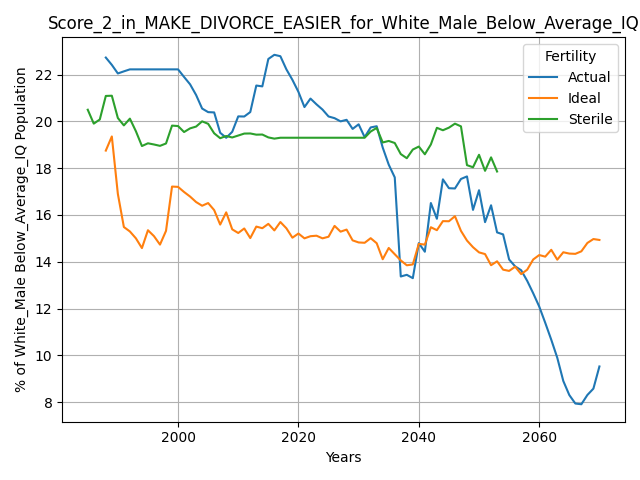 Score_2_in_MAKE_DIVORCE_EASIER_for_White_Male_Below_Average_IQ
Fertility
Actual
Ideal
Sterile
% of White_Male Below_Average_IQ Population
22
20
18
16
14
12
10
8
2000 2020 2040 2060
Years